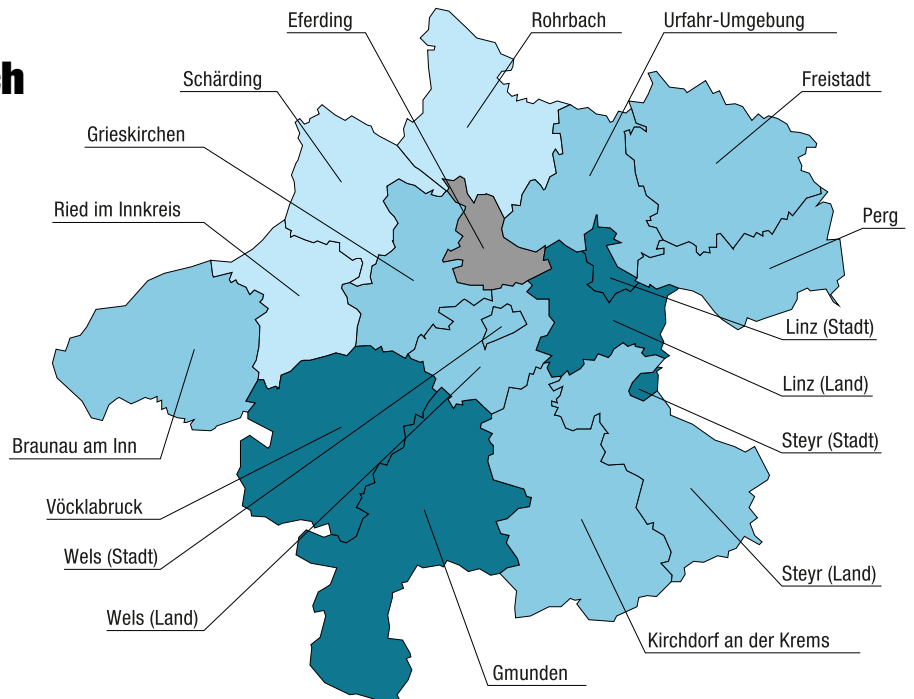 ch
Eferding
Rohrbach
Urfahr-Umgebung
Schärding
Freistadt
Grieskirchen
Ried im Innkreis
Perg
Linz (Stadt)
Linz (Land)
Braunau am Inn
Steyr (Stadt)
Vöcklabruck
Wels (Stadt)
Steyr (Land)
Wels (Land)
Kirchdorf an der Krems
Gmunden